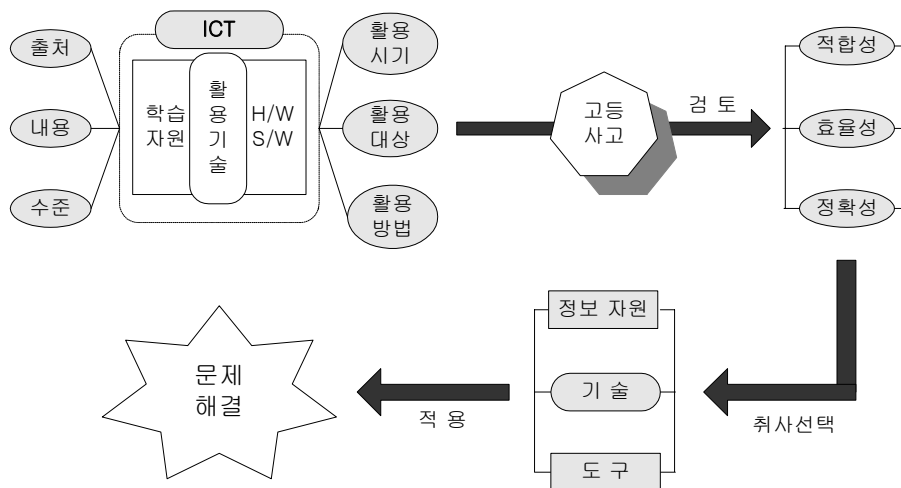 ICT
출처
내용
수준
학습
자원
활
용
기
술
H/W
S/W
활용
시기
활용
대상
활용
방법
고등
사고
검 토
적합성
효율성
정확성
취사선택
정보 자원
기 술
도 구
적 용
문제
해결